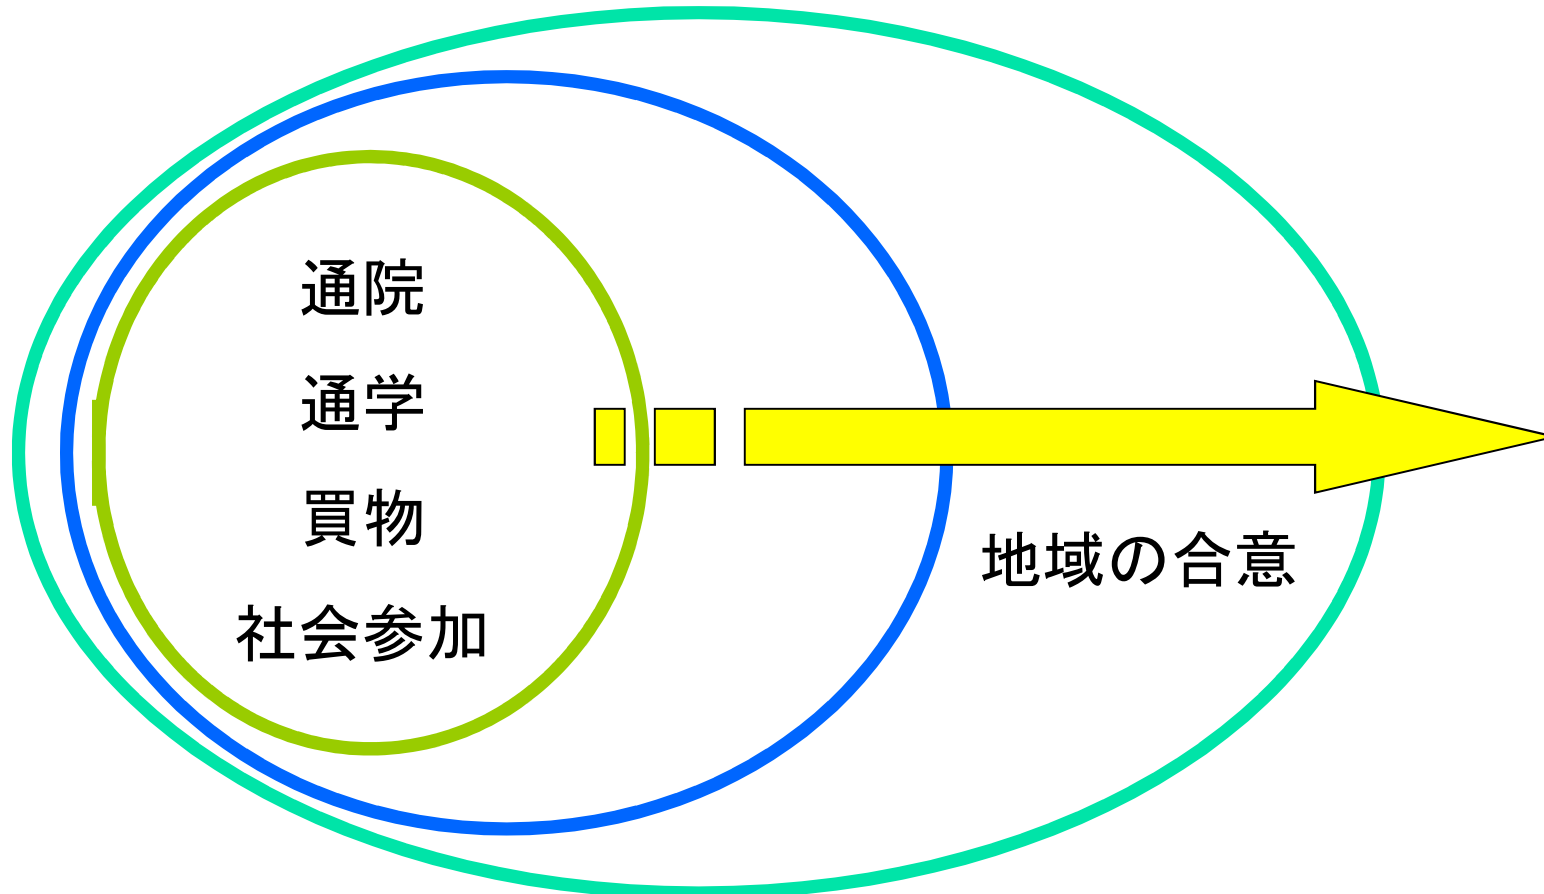 通院
通学
買物
社会参加
地域の合意